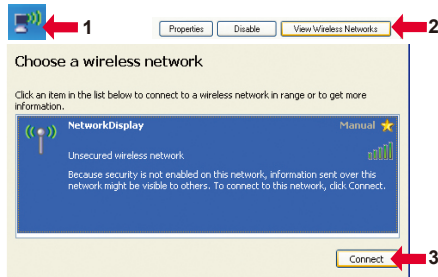 1
Properties Disable View Wireless Networks 2
Choose a wireless network
Click an item in the list below to connect to a wireless network in range or to get more
information.
NetworkDisplay Manual
Unsecured wireless network
Because security is not enabled on this network, information sent over this
network might be visible to others. To connect to this network, click Connect.
Connect 3